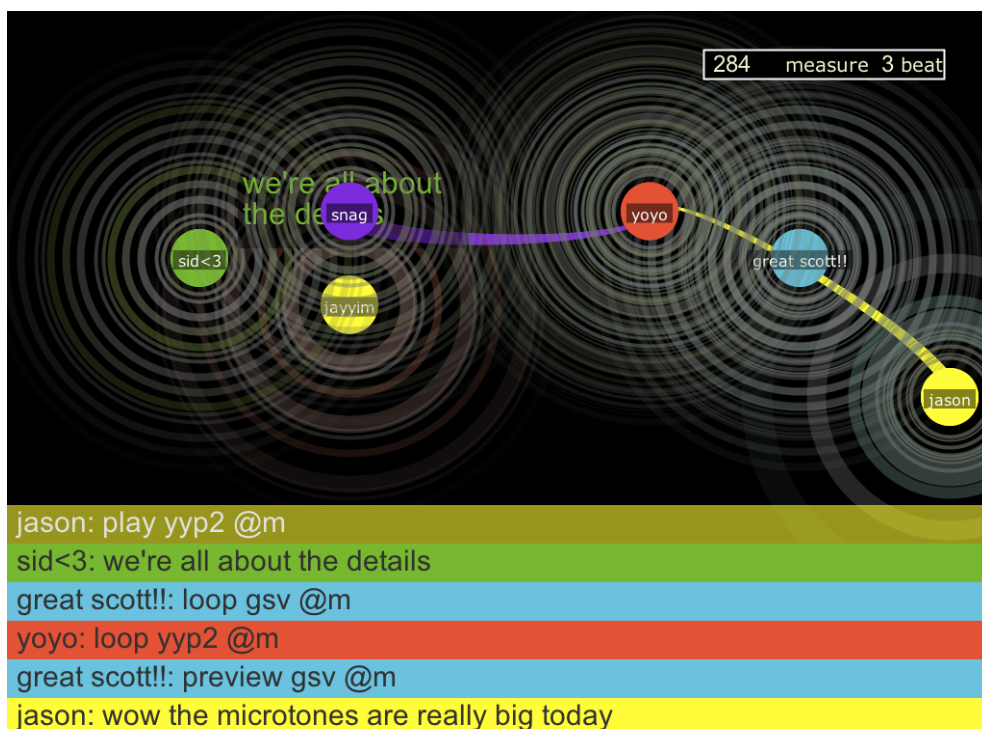 284 measure 3 beat
we're all about
the details
snag
yoyo
sid<3
great scott!!
jayyim
jason
jason: play yyp2 @m
sid<3: we're all about the details
great scott!!: loop gsv @m
yoyo: loop yyp2 @m
great scott!!: preview gsv @m
jason: wow the microtones are really big today